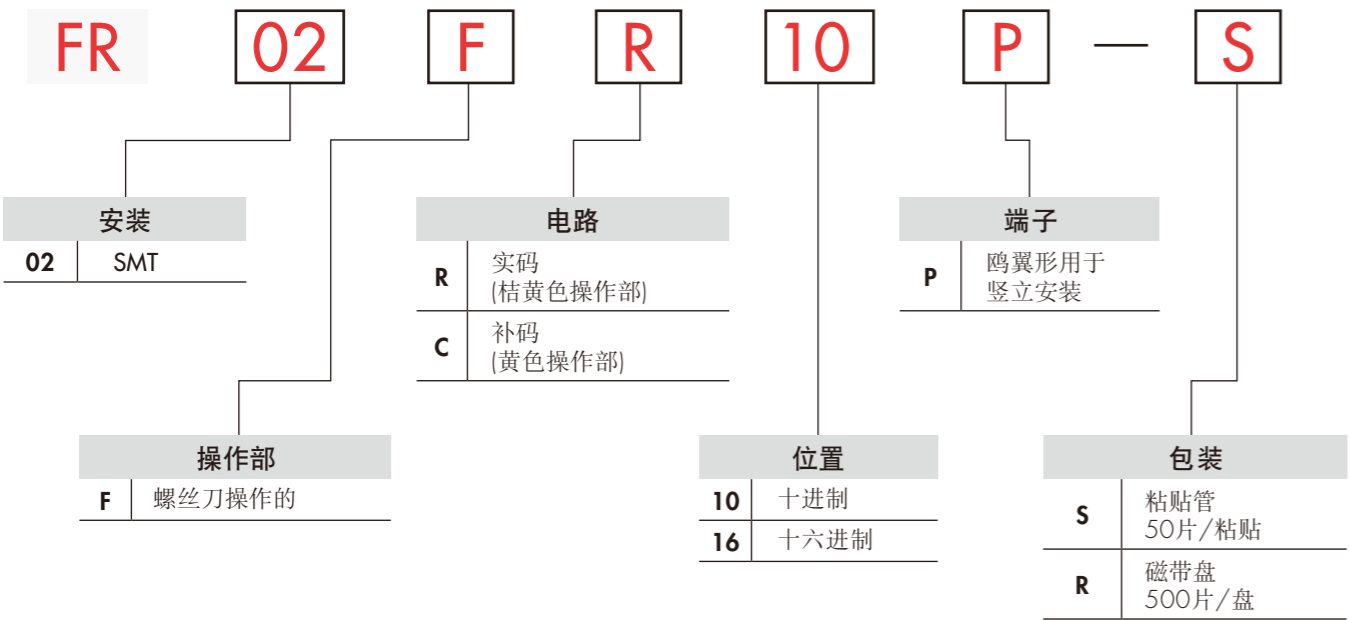 FR 02 F R 10 P — S
安装
02 SMT
电路
R 实码
(桔黄色操作部)
C 补码
(黄色操作部)
端子
P 鸥翼形用于
竖立安装
操作部
F 螺丝刀操作的
位置
10 十进制
16 十六进制
包装
S 粘贴管
50片/粘贴
R 磁带盘
500片/盘